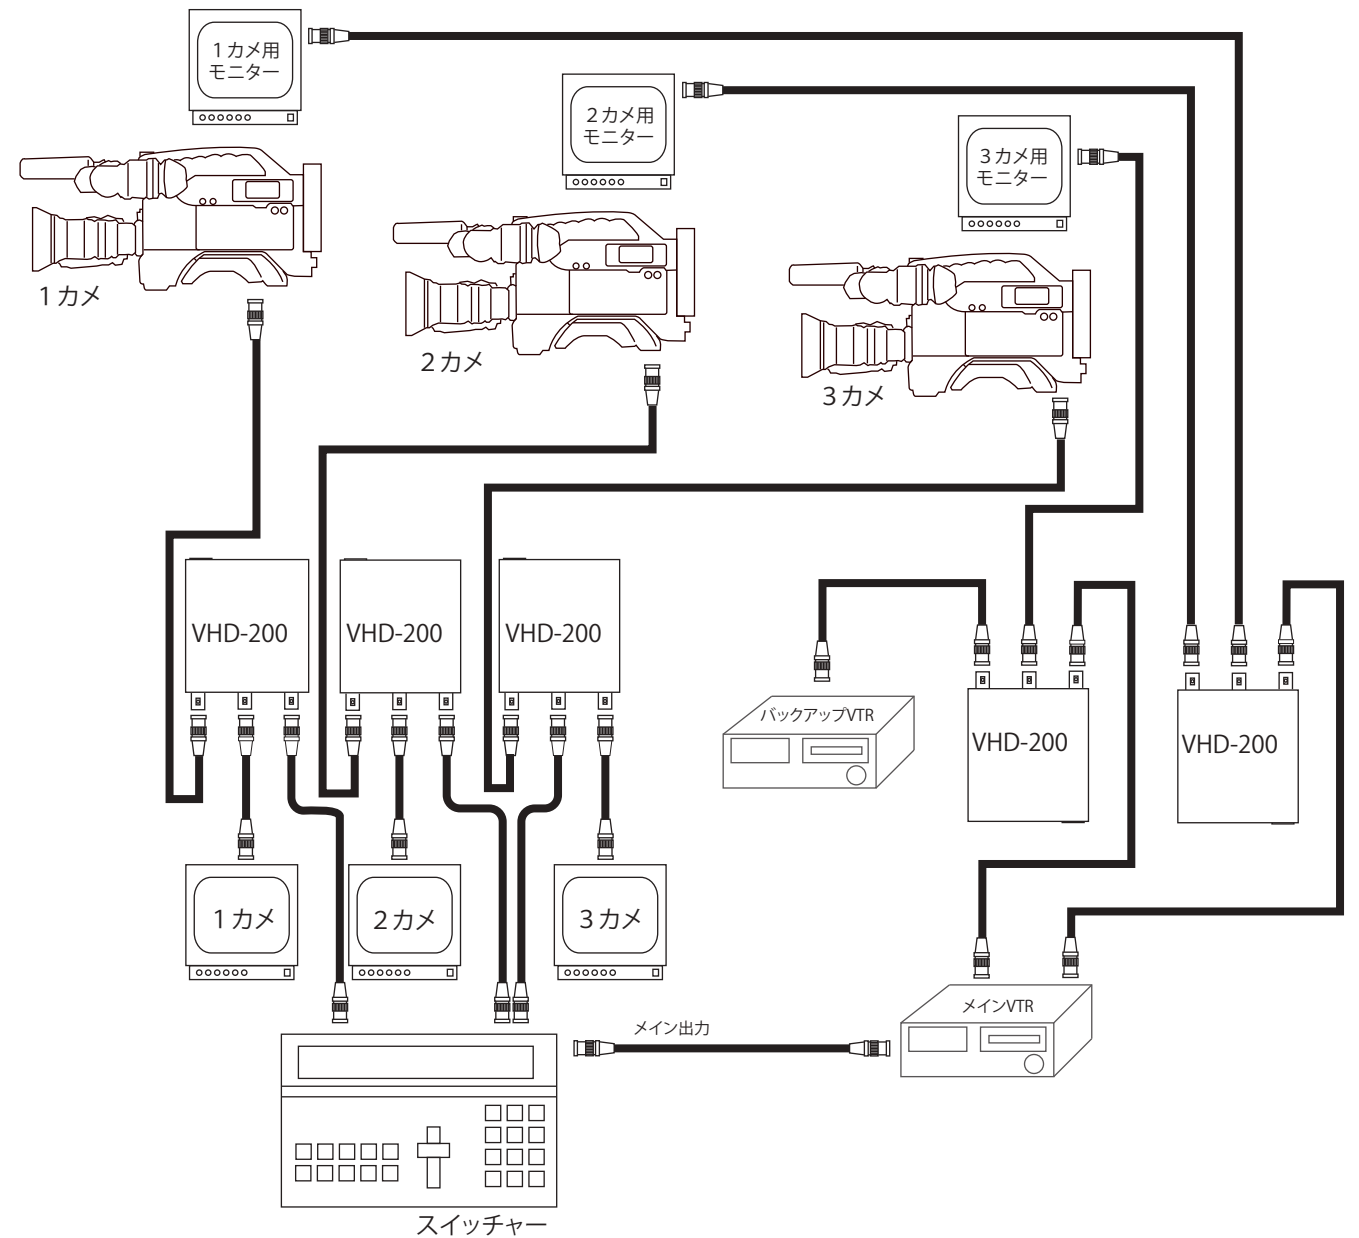 1カメ用
モニター
2カメ用
モニター
3カメ用
モニター
1カメ
2カメ
3カメ
VHD-200
VHD-200
VHD-200
バックアップVTR
VHD-200
VHD-200
1カメ
2カメ
3カメ
メインVTR
メイン出力
スイッチャー